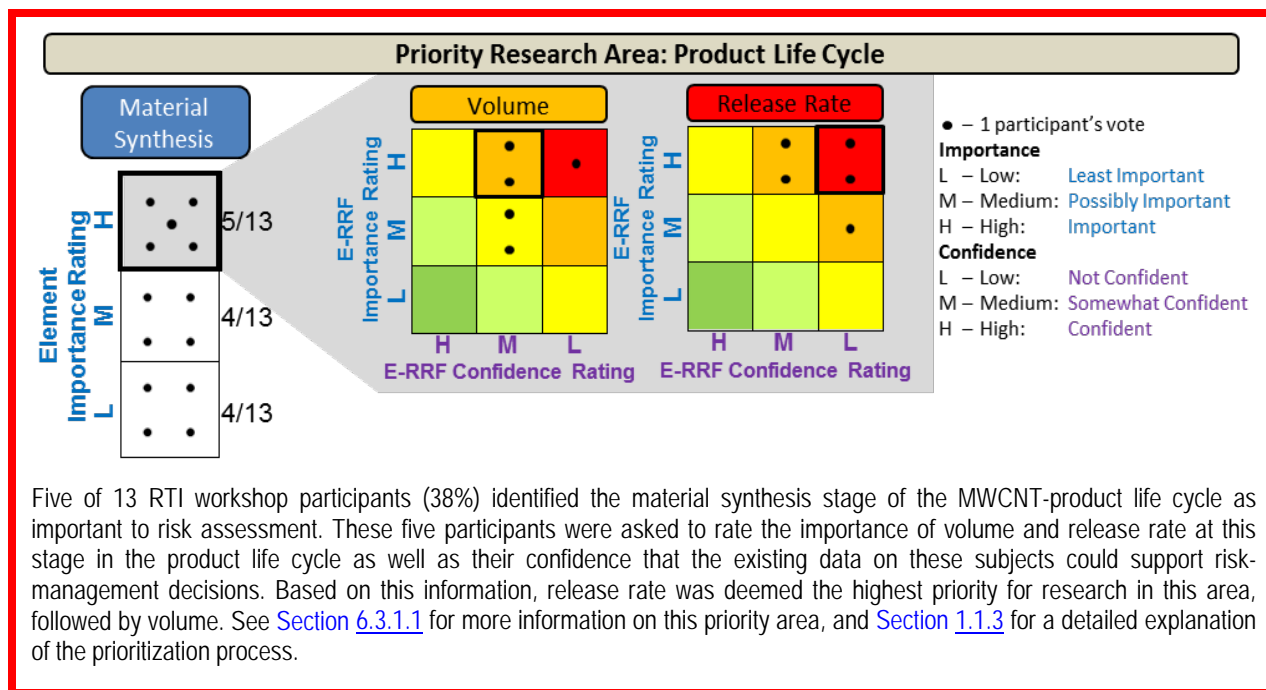 Priority Research Area: Product Life Cycle
Material
Synthesis
Element
Importance Rating
H
M
L
5/13
4/13
4/13
Volume
E-RRF
Importance Rating
H
M
L
H M L
E-RRF Confidence Rating
Release Rate
E-RRF
Importance Rating
H
M
L
H M L
E-RRF Confidence Rating
● – 1 participant's vote
Importance
L – Low: Least Important
M – Medium: Possibly Important
H – High: Important
Confidence
L – Low: Not Confident
M – Medium: Somewhat Confident
H – High: Confident
Five of 13 RTI workshop participants (38%) identified the material synthesis stage of the MWCNT-product life cycle as
important to risk assessment. These five participants were asked to rate the importance of volume and release rate at this
stage in the product life cycle as well as their confidence that the existing data on these subjects could support risk-
management decisions. Based on this information, release rate was deemed the highest priority for research in this area,
followed by volume. See Section 6.3.1.1 for more information on this priority area, and Section 1.1.3 for a detailed explanation
of the prioritization process.